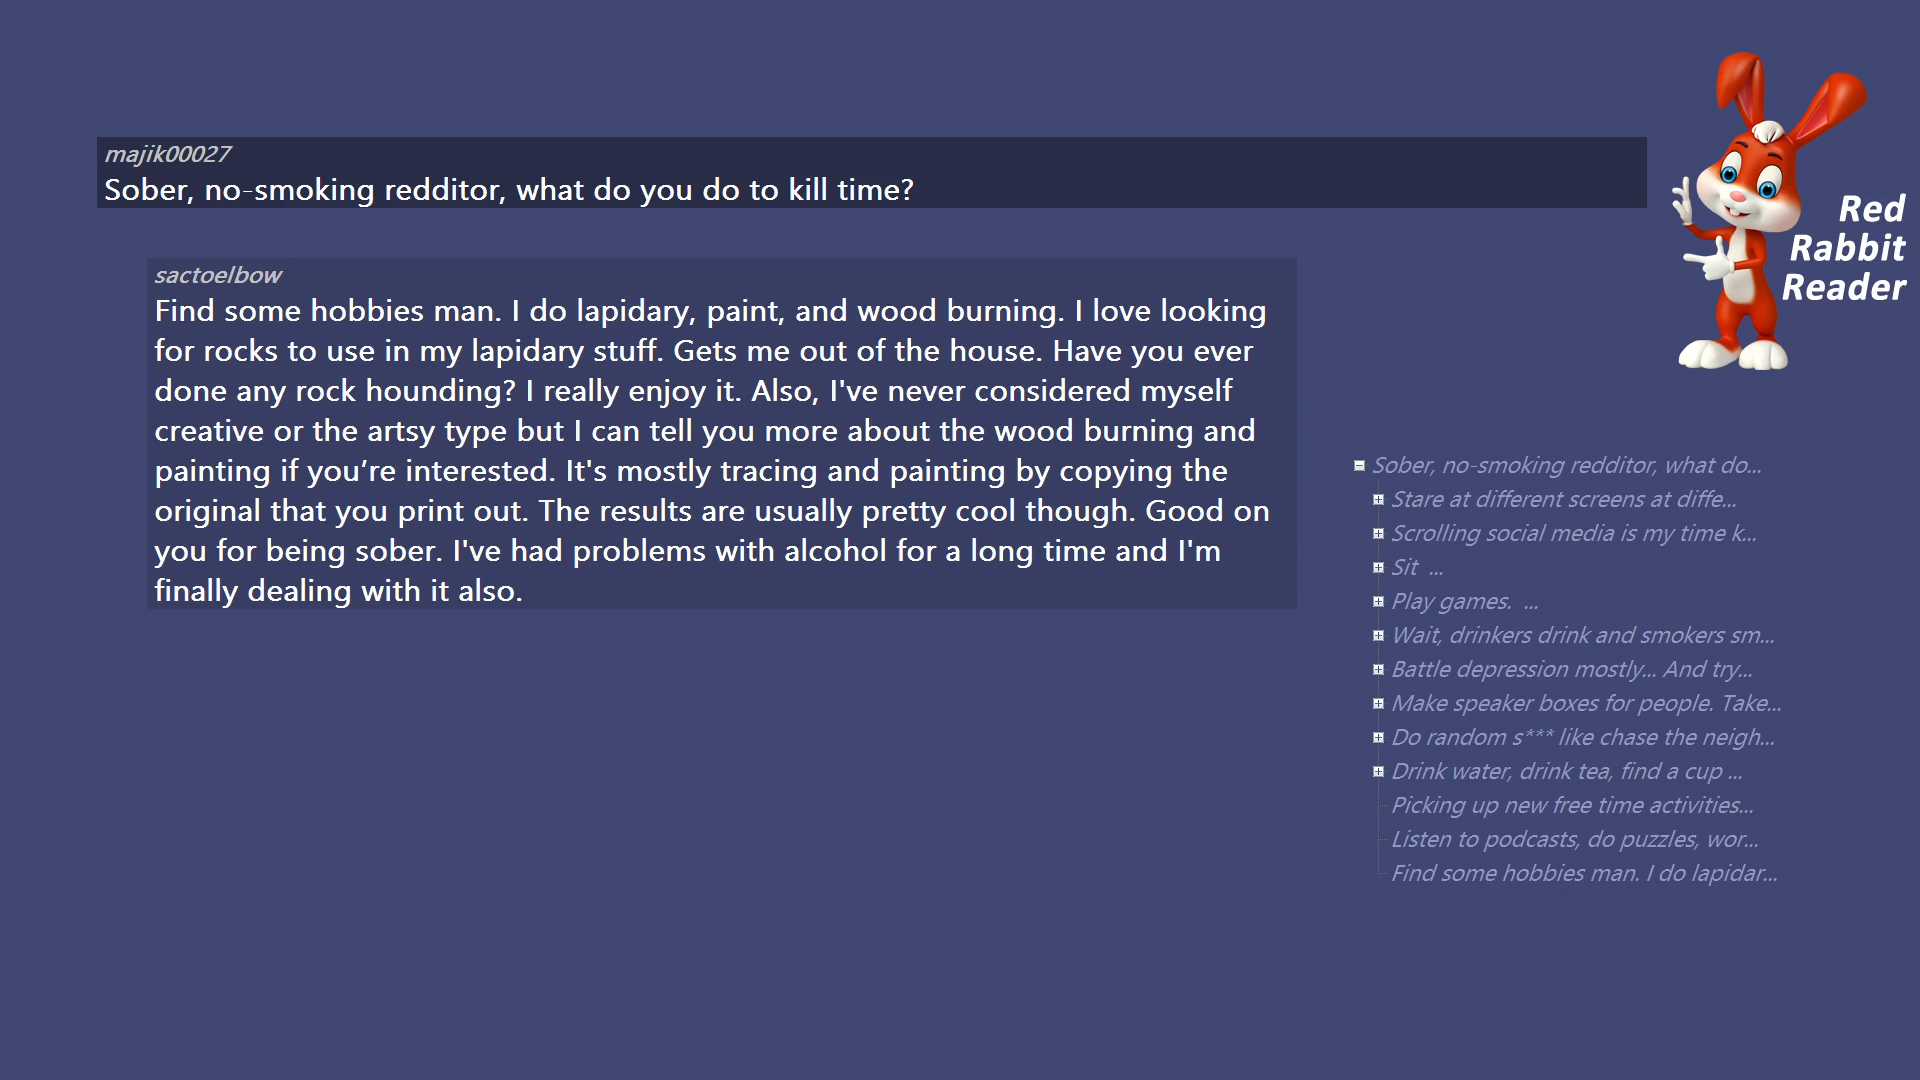 majik00027
Sober, no-smoking redditor, what do you do to kill time?
sactoelbow
Find some hobbies man. I do lapidary, paint, and wood burning. I love looking
for rocks to use in my lapidary stuff. Gets me out of the house. Have you ever
done any rock hounding? I really enjoy it. Also, I've never considered myself
creative or the artsy type but I can tell you more about the wood burning and
painting if you’re interested. It's mostly tracing and painting by copying the
original that you print out. The results are usually pretty cool though. Good on
you for being sober. I've had problems with alcohol for a long time and I'm
finally dealing with it also.
Red
Rabbit
Reader
Sober, no-smoking redditor, what do...
Stare at different screens at diffe...
Scrolling social media is my time k...
Sit  ...
Play games.  ...
Wait, drinkers drink and smokers sm...
Battle depression mostly... And try...
Make speaker boxes for people. Take...
Do random s*** like chase the neigh...
Drink water, drink tea, find a cup ...
Picking up new free time activities...
Listen to podcasts, do puzzles, wor...
Find some hobbies man. I do lapidar...